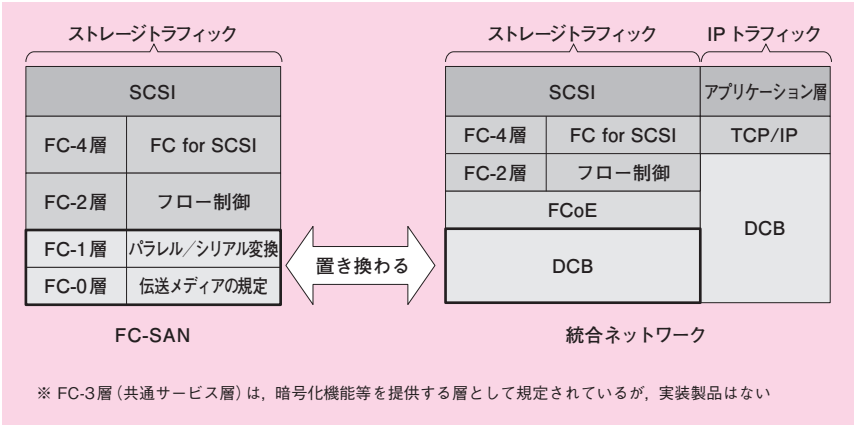 ストレージトラフィック
SCSI
FC-4層 FC for SCSI
FC-2層 フロー制御
FC-1層 パラレル／シリアル変換
FC-0層 伝送メディアの規定
FC-SAN
置き換わる
ストレージトラフィック IPトラフィック
SCSI アプリケーション層
FC-4層 FC for SCSI TCP/IP
FC-2層 フロー制御
FCoE
DCB
DCB
統合ネットワーク
※ FC-3層（共通サービス層）は，暗号化機能等を提供する層として規定されているが，実装製品はない